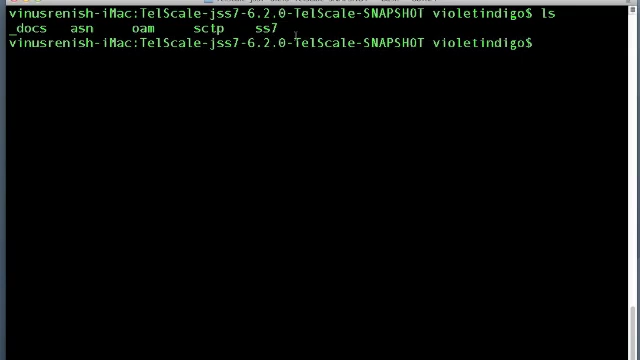 vinusrenish-iMac:TelScale-jss7-6.2.0-TelScale-SNAPSHOT violetindigo$ ls
_docs asn oam sctp ss7
vinusrenish-iMac:TelScale-jss7-6.2.0-TelScale-SNAPSHOT violetindigo$